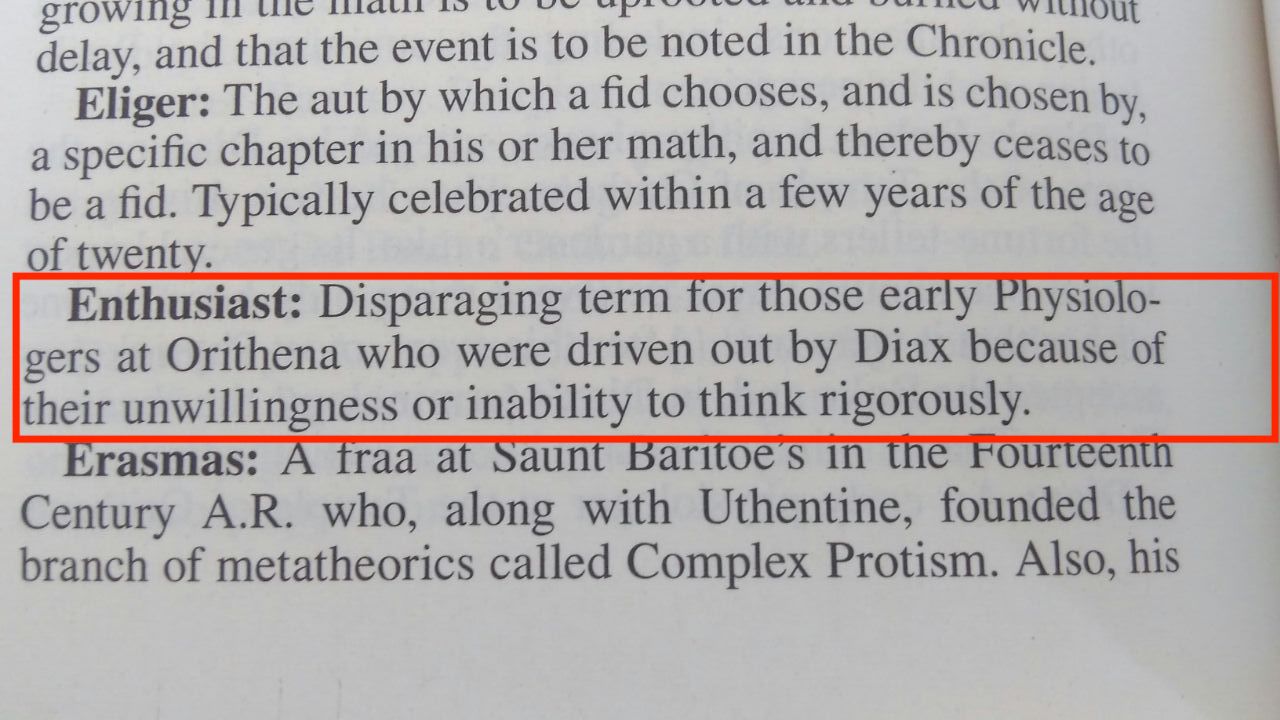 growing in the math is to be uprooted and burned without
delay, and that the event is to be noted in the Chronicle.
Eliger: The aut by which a fid chooses, and is chosen by,
a specific chapter in his or her math, and thereby ceases to
be a fid. Typically celebrated within a few years of the age
of twenty.
Enthusiast: Disparaging term for those early Physiolo-
gers at Orithena who were driven out by Diax because of
their unwillingness or inability to think rigorously.
Erasmas: A fraa at Saunt Baritoe's in the Fourteenth
Century A.R. who, along with Uthentine, founded the
branch of metatheorics called Complex Protism. Also, his